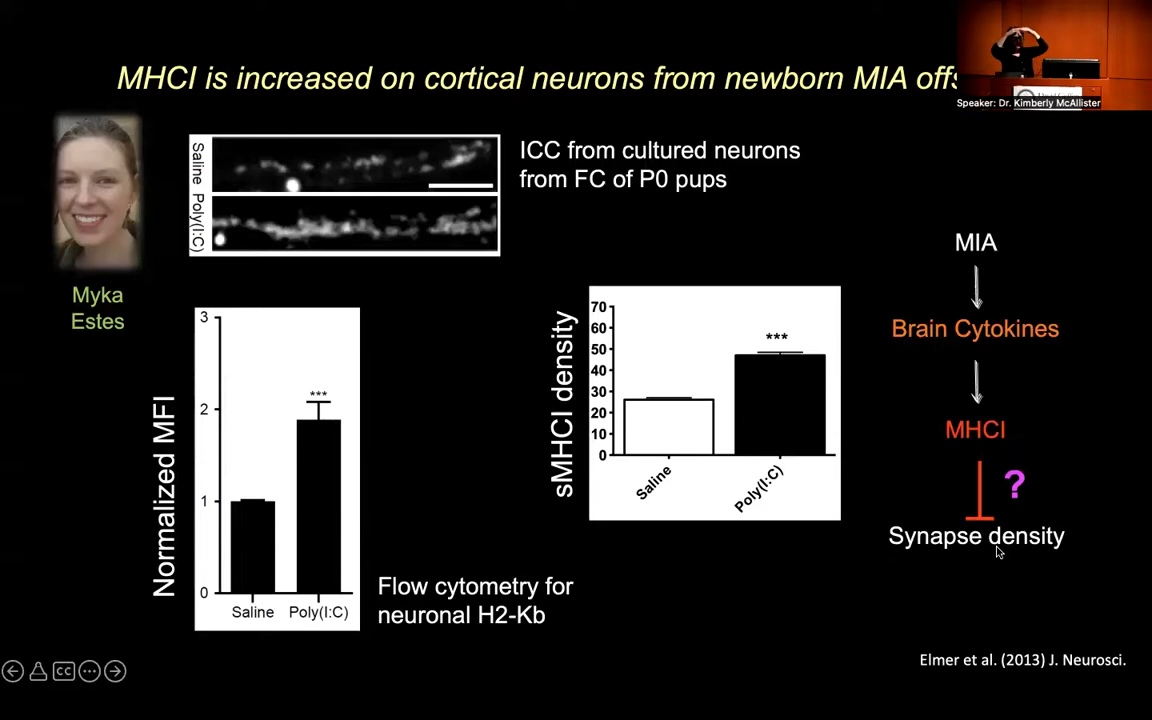 MHCI is increased on cortical neurons from newborn MIA offs
Speaker: Dr. Kimberly McAllister
Saline
Poly(I:C)
ICC from cultured neurons
from FC of P0 pups
Myka
Estes
Normalized MFI
3
2
1
0
***
Saline
Poly(I:C)
Flow cytometry for
neuronal H2-Kb
sMHCI density
70
60
50
40
30
20
10
0
***
Saline
Poly(I:C)
MIA
Brain Cytokines
MHCI
?
Synapse density
Elmer et al. (2013) J. Neurosci.
CC